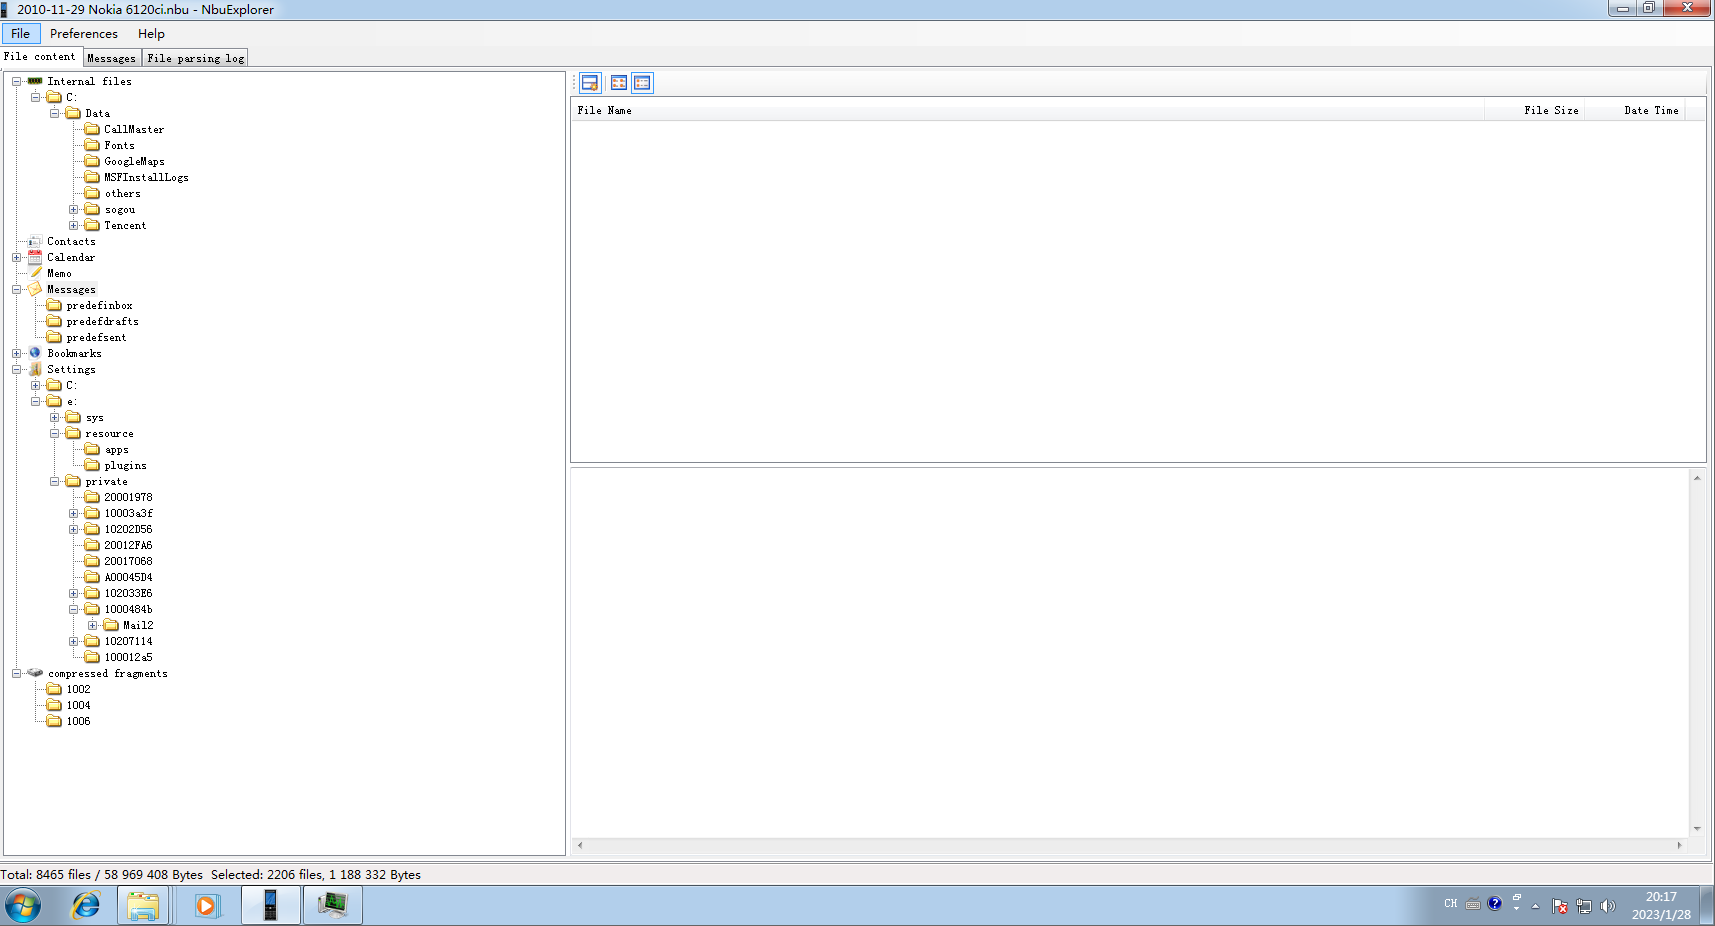 2010-11-29 Nokia 6120ci.nbu - NbuExplorer
File Preferences Help
File content Messages File parsing log
Internal files
C:
Data
CallMaster
Fonts
GoogleMaps
MSFInstallLogs
others
sogou
Tencent
Contacts
Calendar
Memo
Messages
predefinbox
predefdrafts
predefsent
Bookmarks
Settings
C:
e:
sys
resource
apps
plugins
private
20001978
10003a3f
10202D56
20012FA6
20017068
A00045D4
102033E6
1000484b
Mail2
10207114
100012a5
compressed fragments
1002
1004
1006
File Name File Size Date Time
Total: 8465 files / 58 969 408 Bytes Selected: 2206 files, 1 188 332 Bytes
CH
20:17
2023/1/28